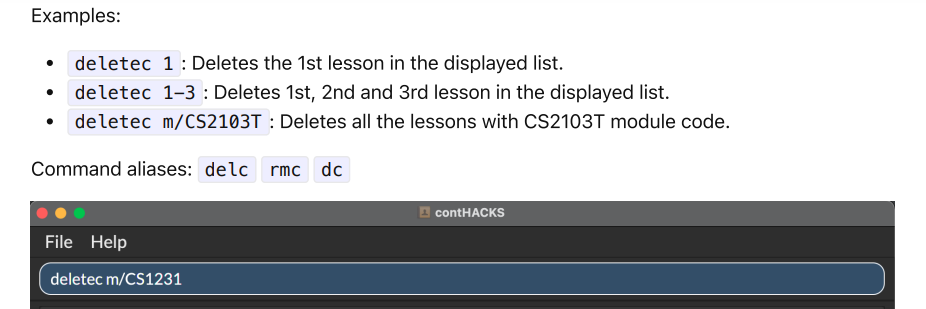 Examples:
deletec 1 : Deletes the 1st lesson in the displayed list.
deletec 1–3 : Deletes 1st, 2nd and 3rd lesson in the displayed list.
deletec m/CS2103T : Deletes all the lessons with CS2103T module code.
Command aliases: delc rmc dc
contHACKS
File Help
deletec m/CS1231